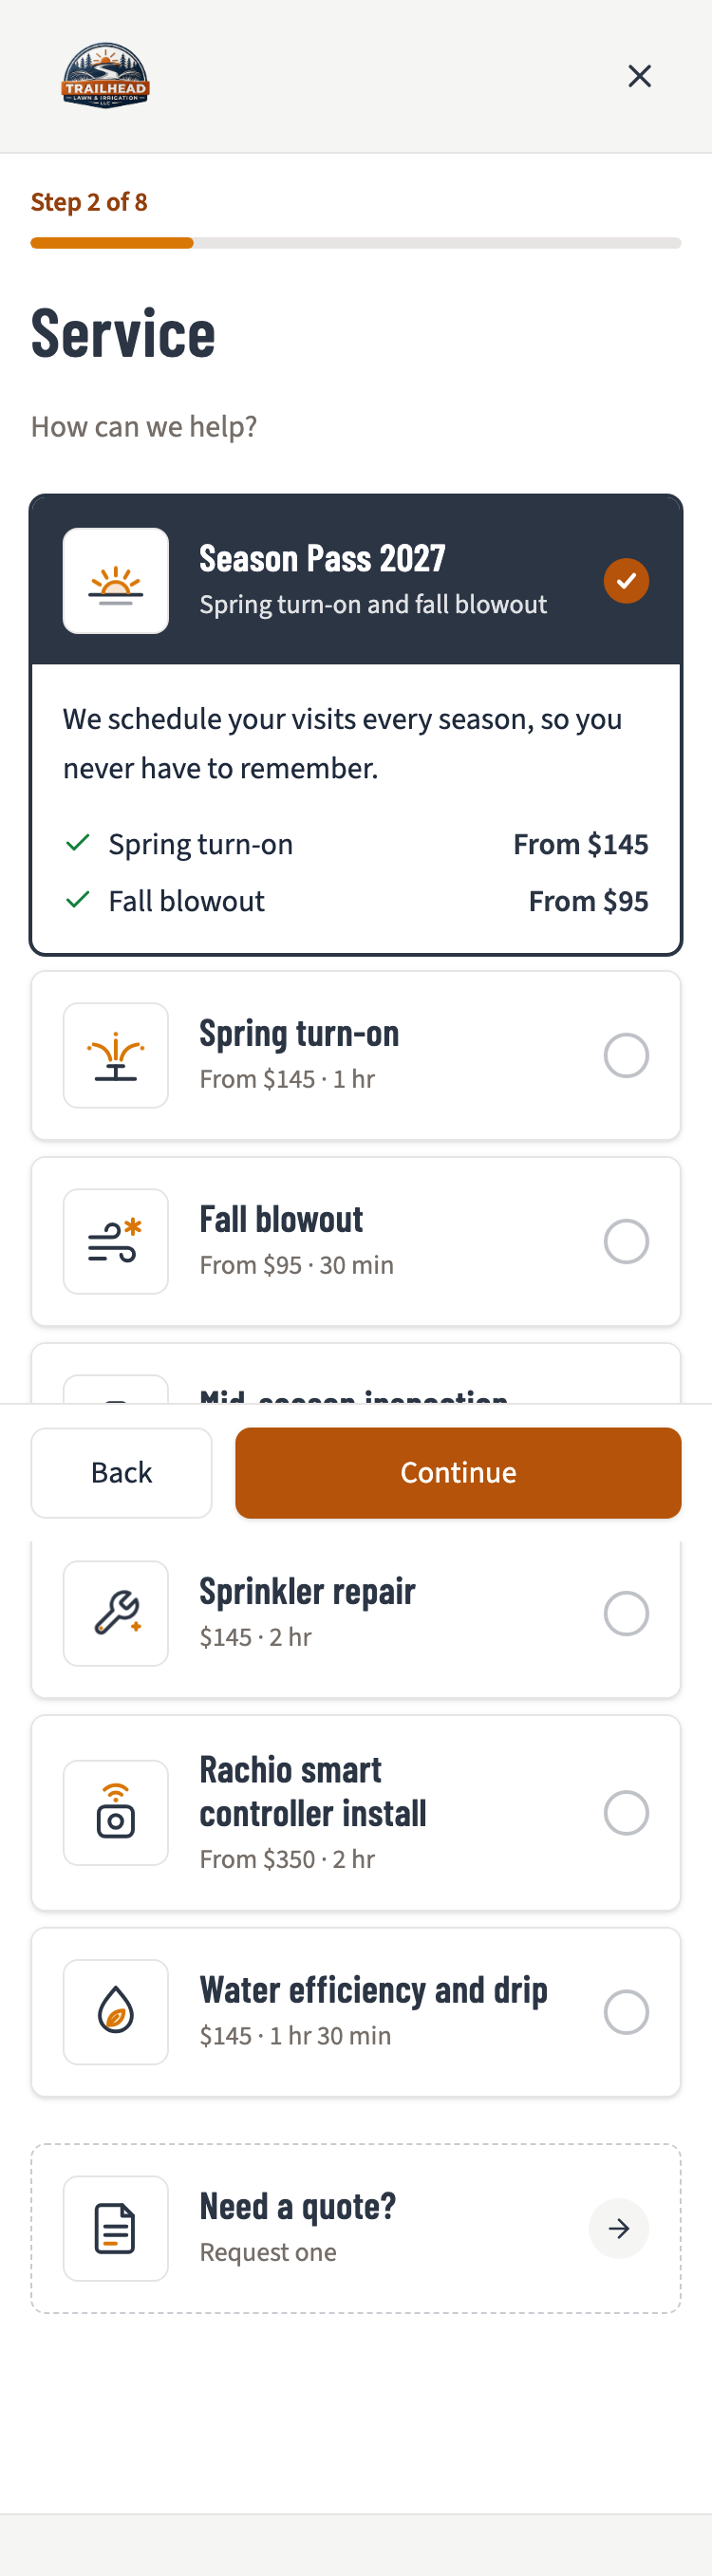 TRAILHEAD
LAWN & IRRIGATION
LLC
Step 2 of 8
Service
How can we help?
Season Pass 2027
Spring turn-on and fall blowout
We schedule your visits every season, so you
never have to remember.
Spring turn-on From $145
Fall blowout From $95
Spring turn-on
From $145 · 1 hr
Fall blowout
From $95 · 30 min
Mid-season inspection
Back Continue
Sprinkler repair
$145 · 2 hr
Rachio smart
controller install
From $350 · 2 hr
Water efficiency and drip
$145 · 1 hr 30 min
Need a quote?
Request one